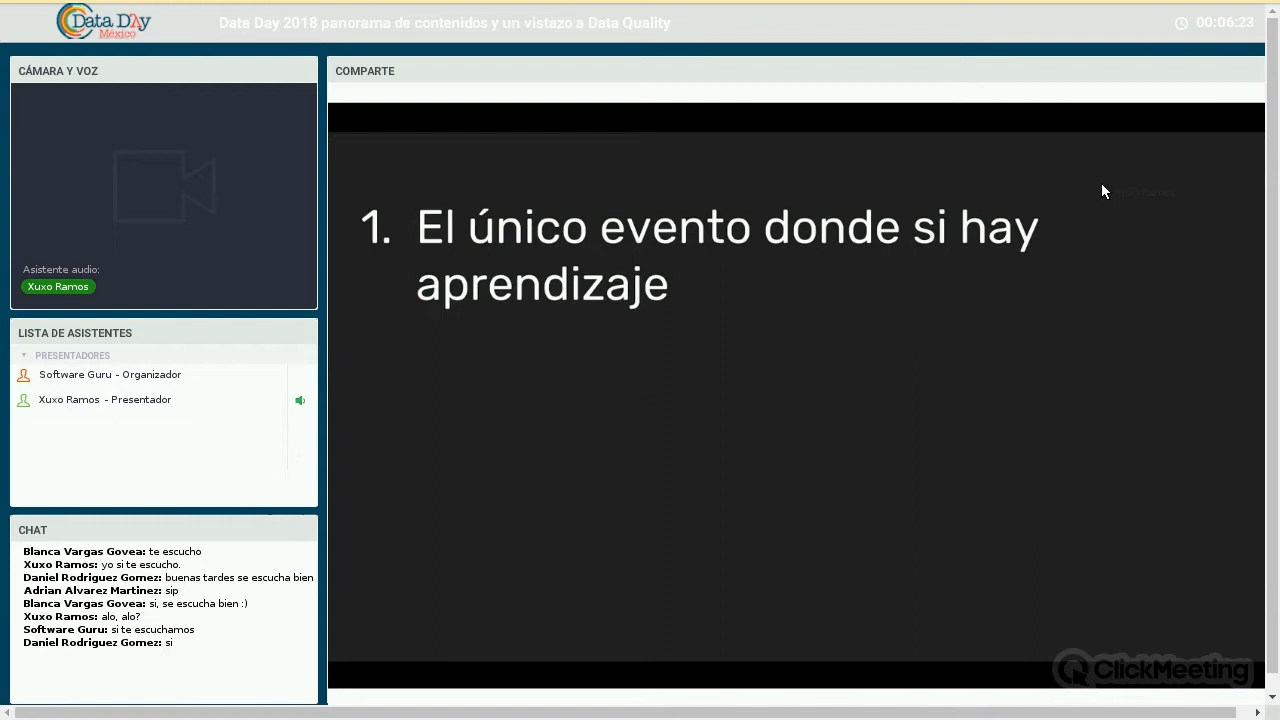 Data Day
México
Data Day 2018 panorama de contenidos y un vistazo a Data Quality
00:06:23
CÁMARA Y VOZ
Asistente audio:
Xuxo Ramos
LISTA DE ASISTENTES
PRESENTADORES
Software Guru - Organizador
Xuxo Ramos - Presentador
CHAT
Blanca Vargas Govea: te escucho
Xuxo Ramos: yo si te escucho.
Daniel Rodriguez Gomez: buenas tardes se escucha bien
Adrian Alvarez Martinez: sip
Blanca Vargas Govea: si, se escucha bien :)
Xuxo Ramos: alo, alo?
Software Guru: si te escuchamos
Daniel Rodriguez Gomez: si
COMPARTE
1. El único evento donde si hay
aprendizaje
ClickMeeting